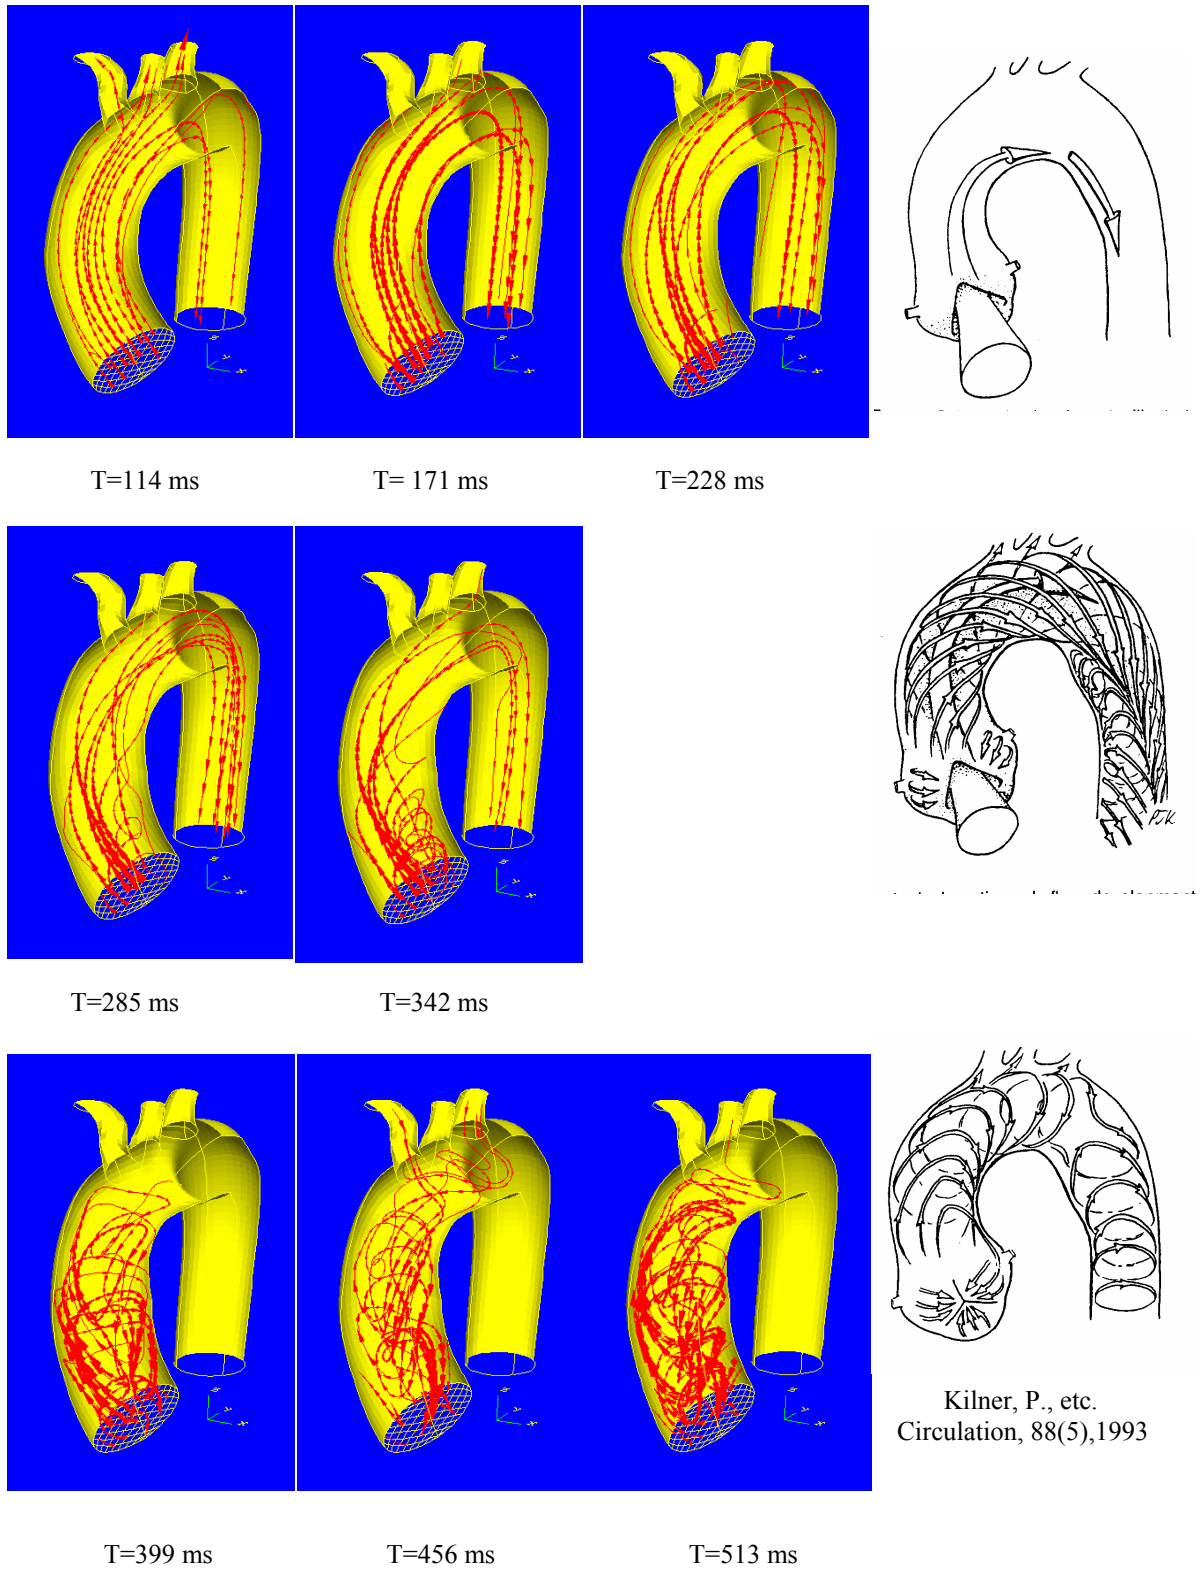 T=114 ms
T= 171 ms
T=228 ms
PJK
T=285 ms
T=342 ms
Kilner, P., etc.
Circulation, 88(5),1993
T=399 ms
T=456 ms
T=513 ms